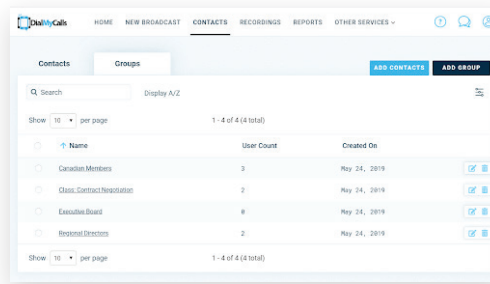 DialMyCalls HOME NEW BROADCAST CONTACTS RECORDINGS REPORTS OTHER SERVICES
Contacts Groups
ADD CONTACTS ADD GROUP
Search Display A/Z
Show 10 per page 1 - 4 of 4 (4 total)
Name User Count Created On
Canadian Members 3 May 24, 2019
Class: Contract Negotiation 2 May 24, 2019
Executive Board May 24, 2019
Regional Directors 2 May 24, 2019
Show 10 per page 1 - 4 of 4 (4 total)